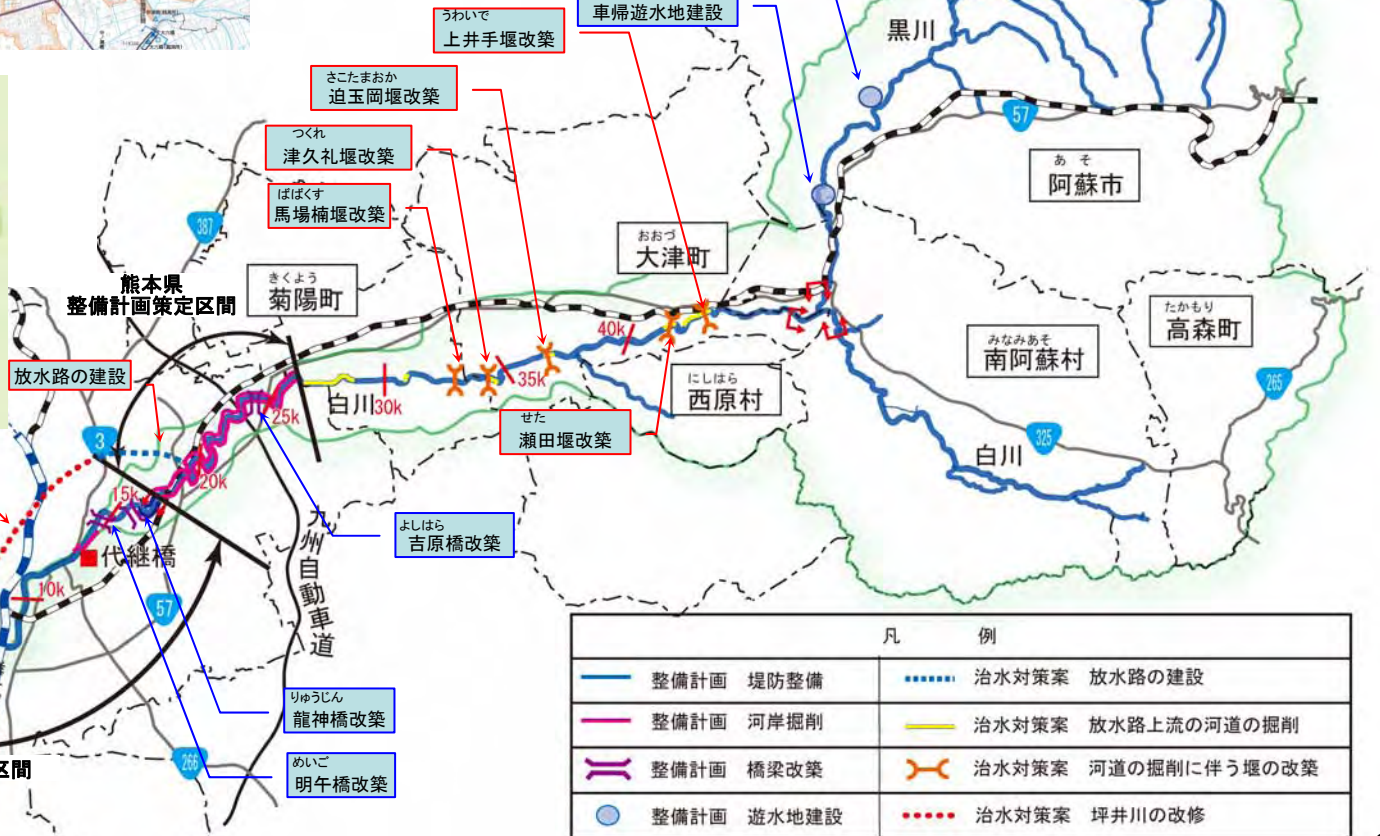 うわいで
上井手堰改築
車帰遊水地建設
黒川
さこたまおか
迫玉岡堰改築
57
つくれ
津久礼堰改築
あ そ
阿蘇市
ばばくす
馬場楠堰改築
387
おおづ
大津町
熊本県
整備計画策定区間
きくよう
菊陽町
たかもり
高森町
40k
みなみあそ
南阿蘇村
放水路の建設
35k
にしはら
西原村
265
白川
30k
25k
せた
瀬田堰改築
3
325
白川
20k
15k
よしはら
吉原橋改築
九州自動車道
代継橋
10k
57
凡 例
整備計画 堤防整備
治水対策案 放水路の建設
りゅうじん
龍神橋改築
整備計画 河岸掘削
治水対策案 放水路上流の河道の掘削
266
区間
めいご
明午橋改築
整備計画 橋梁改築
治水対策案 河道の掘削に伴う堰の改築
整備計画 遊水地建設
治水対策案 坪井川の改修